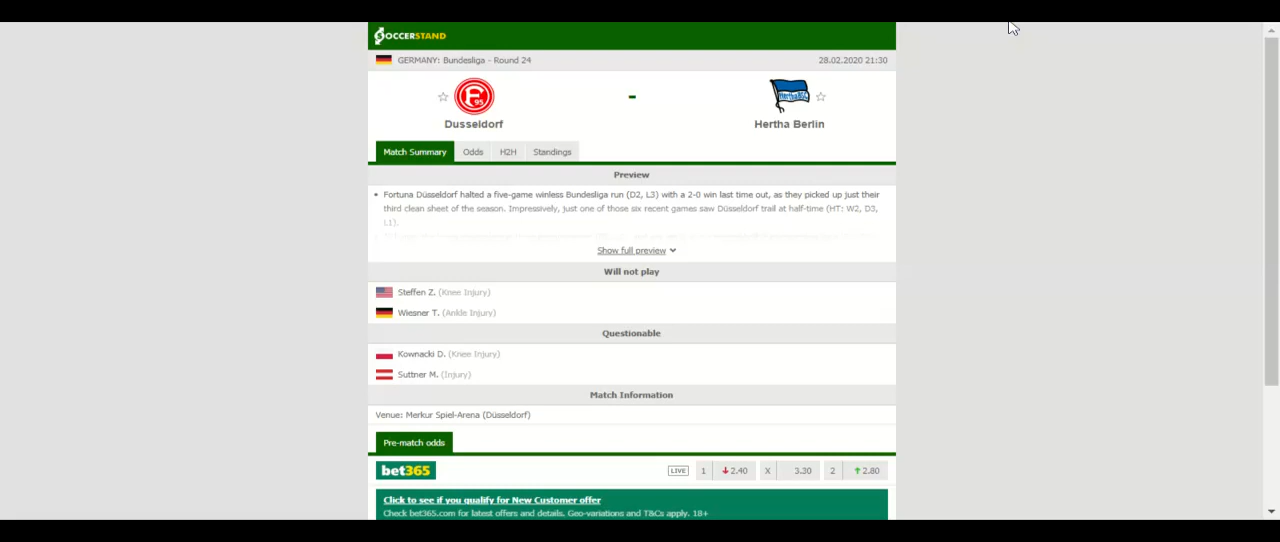 SOCCERSTAND
GERMANY: Bundesliga - Round 24 28.02.2020 21:30
F95 Hertha BSC
-
Dusseldorf Hertha Berlin
Match Summary Odds H2H Standings
Preview
• Fortuna Düsseldorf halted a five-game winless Bundesliga run (D2, L3) with a 2-0 win last time out, as they picked up just their
third clean sheet of the season. Impressively, just one of those six recent games saw Düsseldorf trail at half-time (HT: W2, D3,
L1).
Show full preview
Will not play
Steffen Z. (Knee Injury)
Wiesner T. (Ankle Injury)
Questionable
Kownacki D. (Knee Injury)
Suttner M. (Injury)
Match Information
Venue: Merkur Spiel-Arena (Düsseldorf)
Pre-match odds
bet365 LIVE 1 2.40 X 3.30 2 2.80
Click to see if you qualify for New Customer offer
Check bet365.com for latest offers and details. Geo-variations and T&Cs apply. 18+